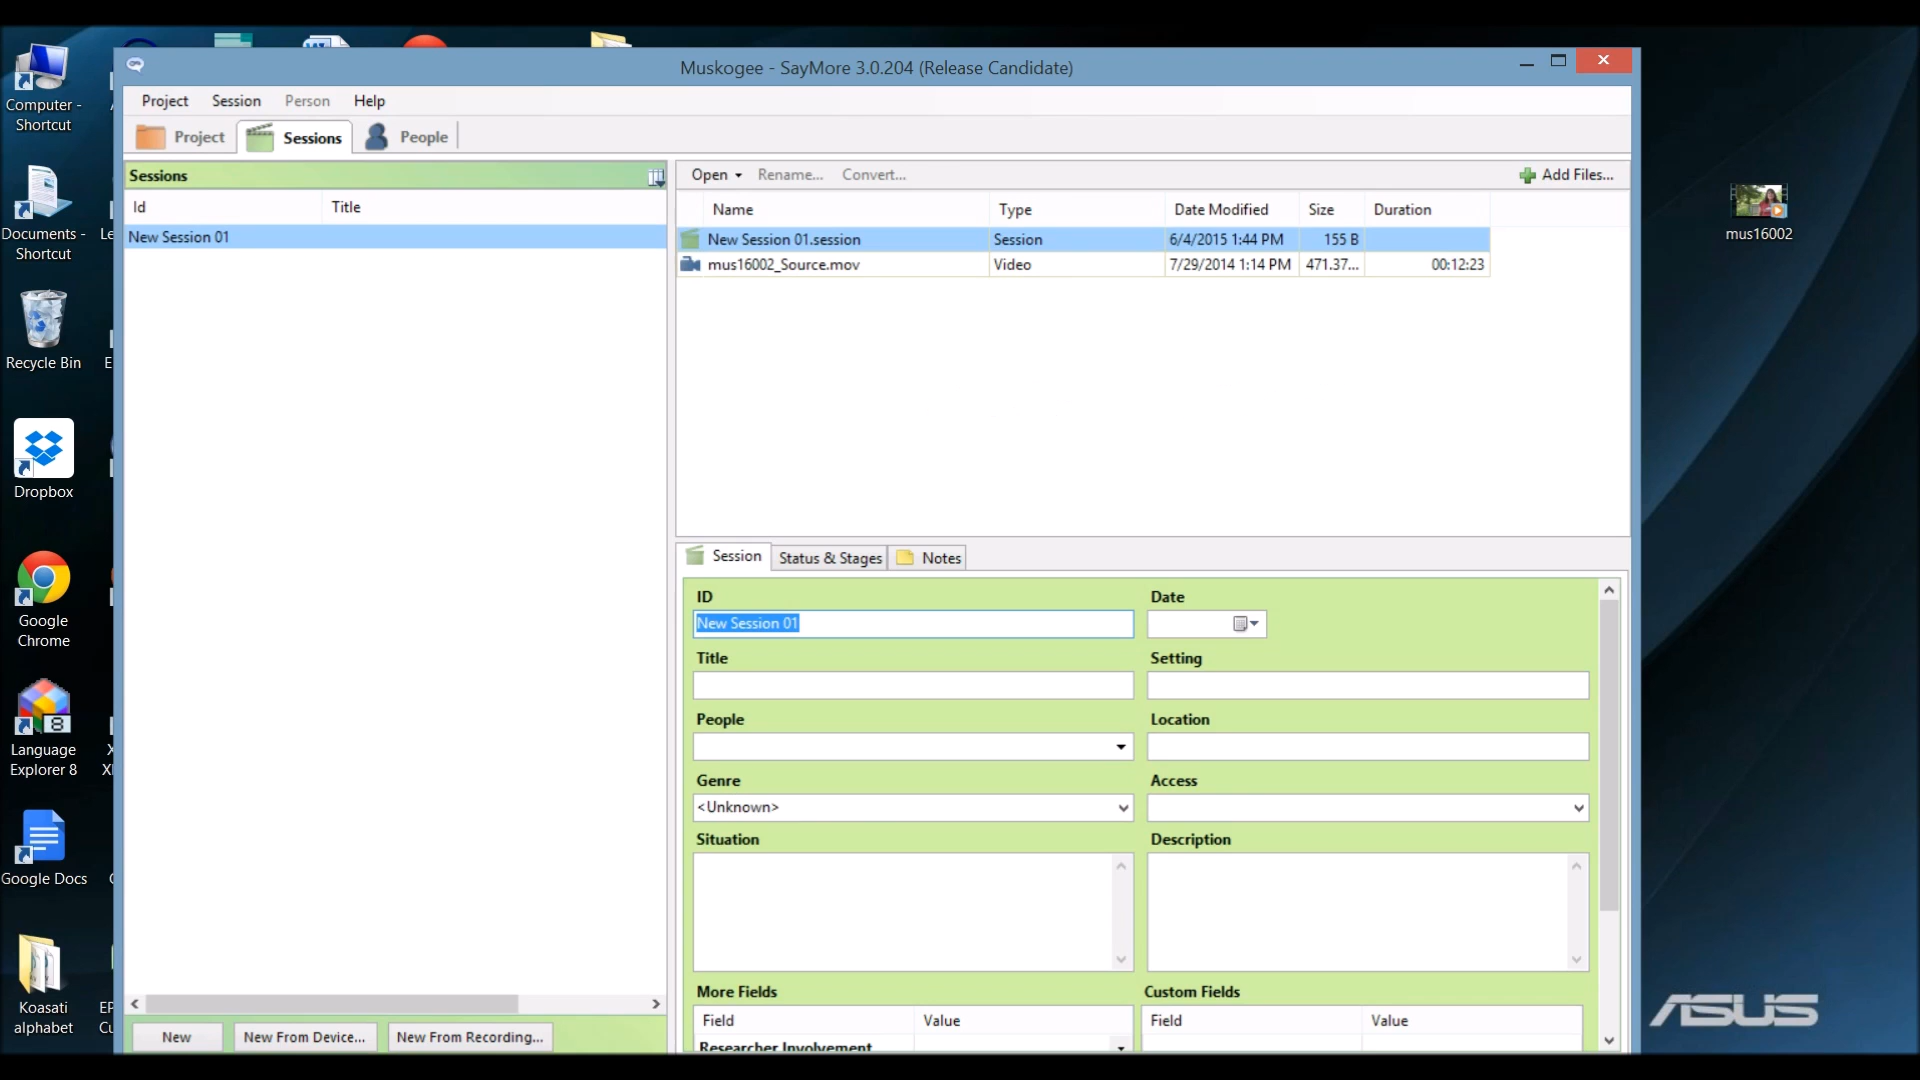 Muskogee - SayMore 3.0.204 (Release Candidate)
Project Session Person Help
Project Sessions People
Sessions
Id Title
New Session 01
Open Rename... Convert... Add Files...
Name Type Date Modified Size Duration
New Session 01.session Session 6/4/2015 1:44 PM 155 B
mus16002_Source.mov Video 7/29/2014 1:14 PM 471.37... 00:12:23
Session Status & Stages Notes
ID Date
New Session 01
Title Setting
People Location
Genre Access
<Unknown>
Situation Description
More Fields Custom Fields
Field Value Field Value
Researcher Involvement
New New From Device... New From Recording...
Computer -
Shortcut
Documents -
Shortcut
Recycle Bin
Dropbox
Google
Chrome
8
Language
Explorer 8
Google Docs
Koasati
alphabet
mus16002
ASUS